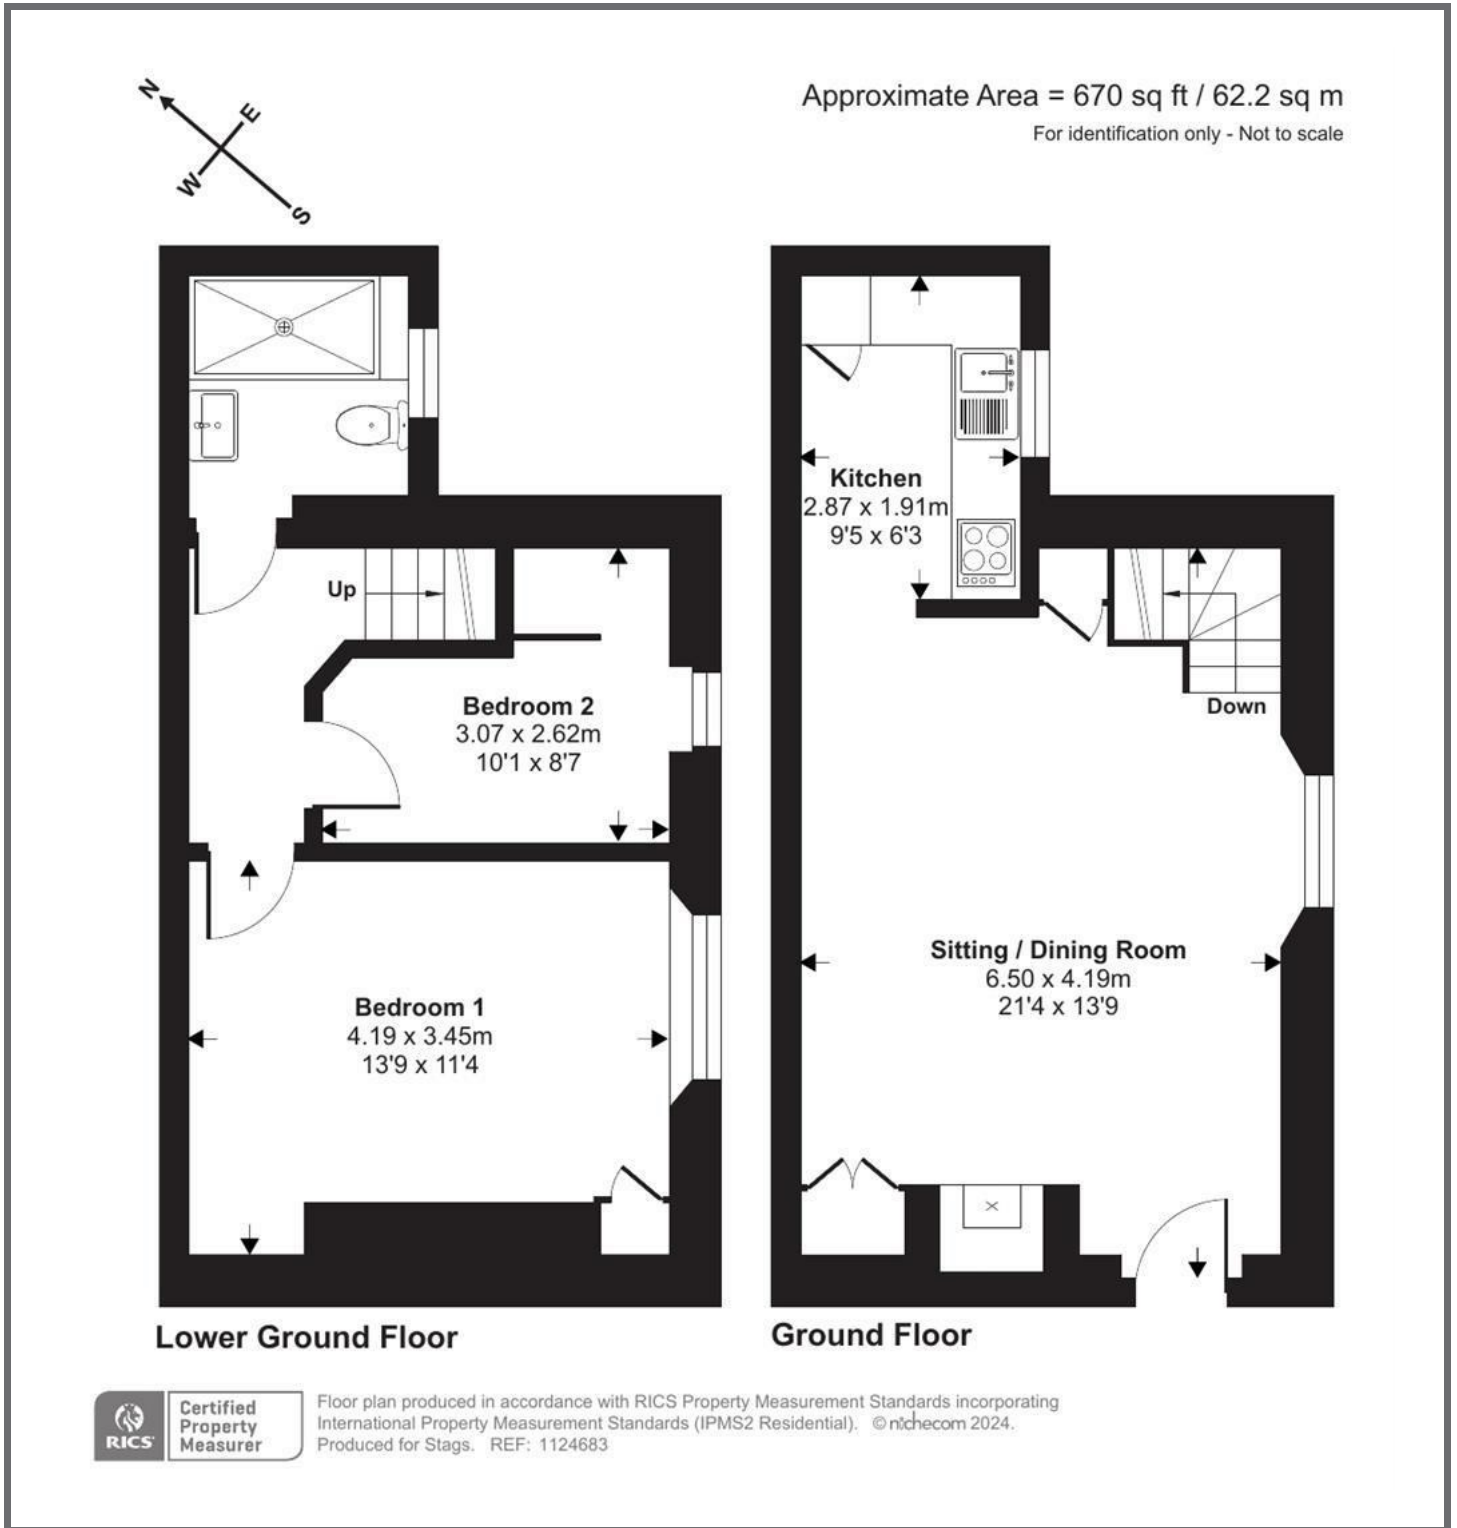 N
E
W
S
Approximate Area = 670 sq ft / 62.2 sq m
For identification only - Not to scale
Up
Bedroom 2
3.07 x 2.62m
10'1 x 8'7
Bedroom 1
4.19 x 3.45m
13'9 x 11'4
Lower Ground Floor
Kitchen
2.87 x 1.91m
9'5 x 6'3
Down
Sitting / Dining Room
6.50 x 4.19m
21'4 x 13'9
Ground Floor
RICS
Certified
Property
Measurer
Floor plan produced in accordance with RICS Property Measurement Standards incorporating
International Property Measurement Standards (IPMS2 Residential). © nıchecom 2024.
Produced for Stags. REF: 1124683